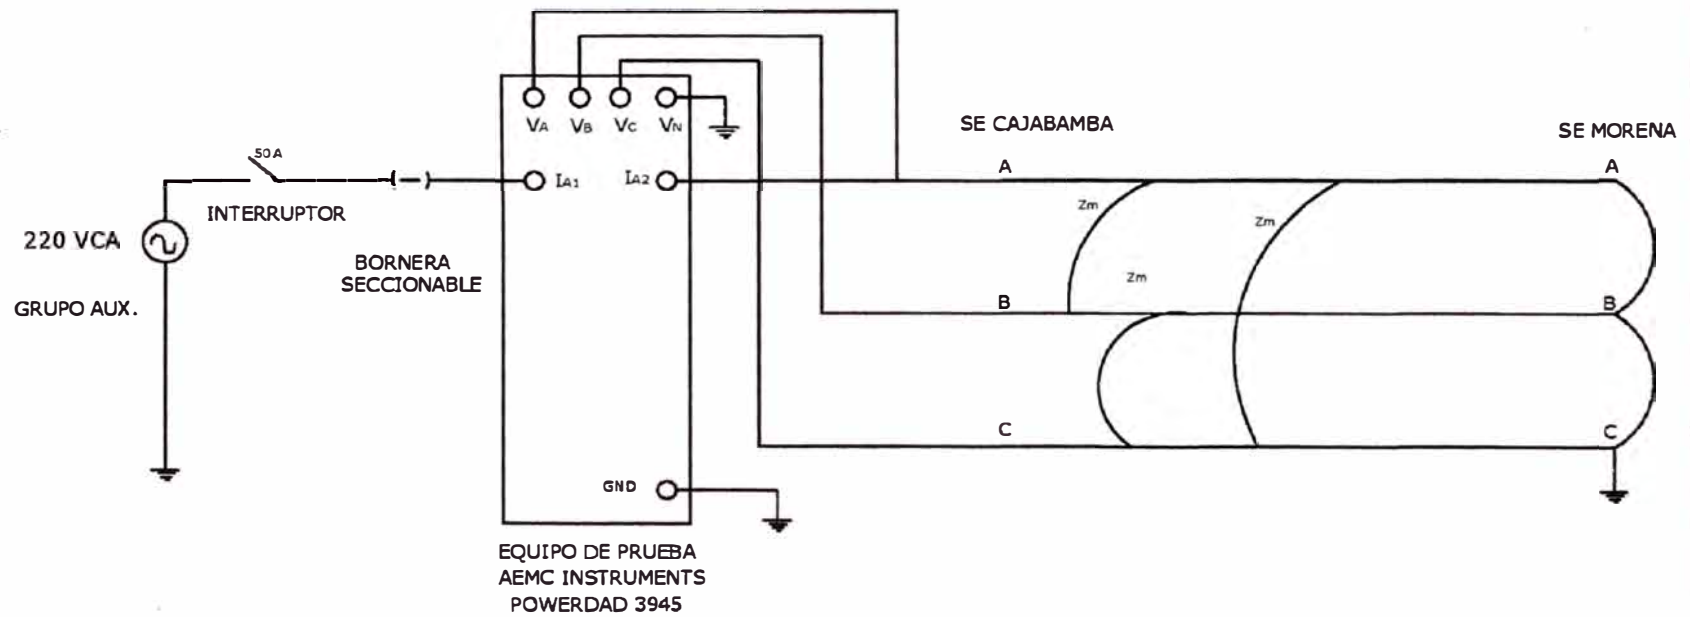 VA VB VC VN
SE CAJABAMBA
SE MORENA
50A
IA1 IA2
A A
INTERRUPTOR
Zm
Zm
220 VCA
BORNERA
SECCIONABLE
Zm
GRUPO AUX.
B B
C C
GND
EQUIPO DE PRUEBA
AEMC INSTRUMENTS
POWERDAD 3945